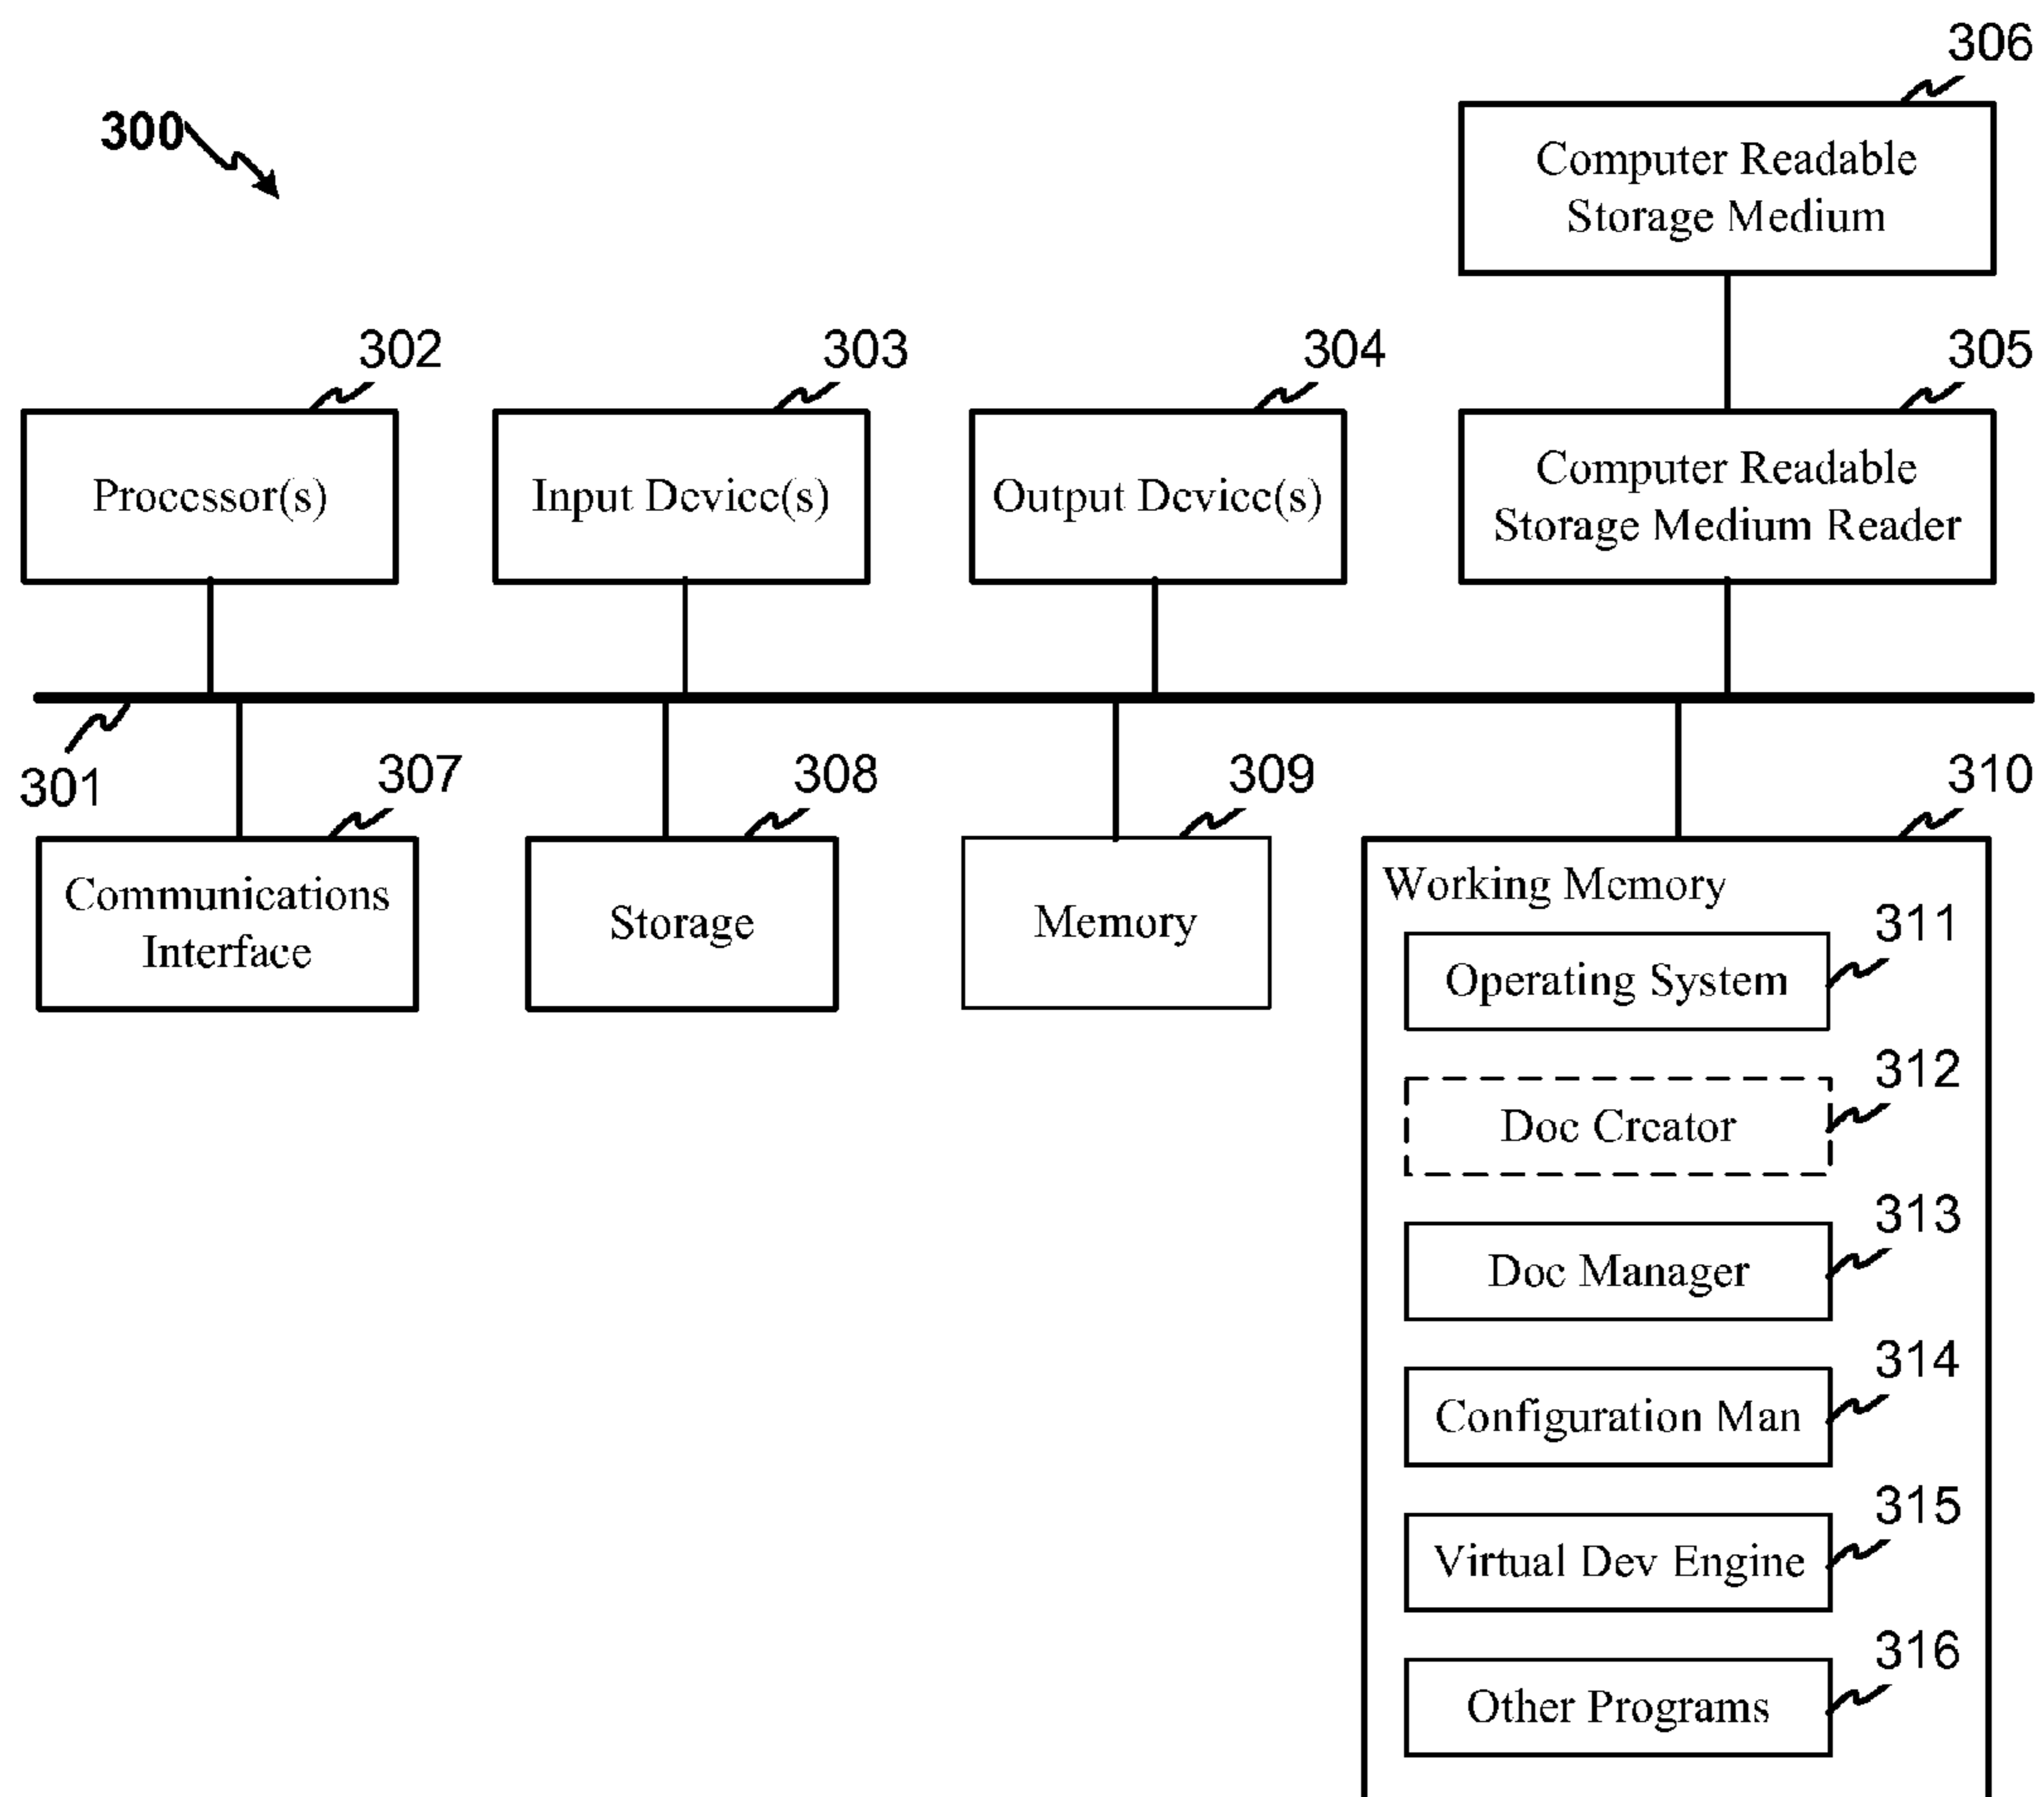 306
300
Computer Readable
Storage Medium
302
303
304
305
Processor(s)
Input Device(s)
Output Device(s)
Computer Readable
Storage Medium Reader
301
307
308
309
310
Communications
Interface
Storage
Memory
Working Memory
311
Operating System
312
Doc Creator
313
Doc Manager
314
Configuration Man
315
Virtual Dev Engine
316
Other Programs